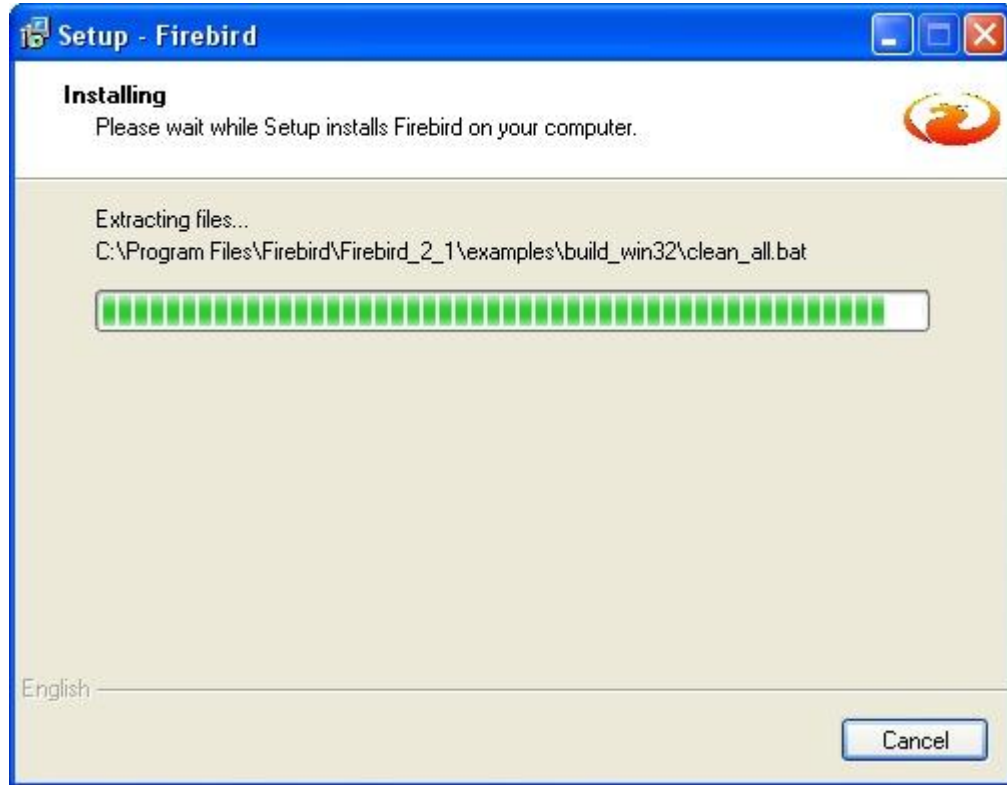 Setup - Firebird
Installing
Please wait while Setup installs Firebird on your computer.
Extracting files...
C:\Program Files\Firebird\Firebird_2_1\examples\build_win32\clean_all.bat
English
Cancel